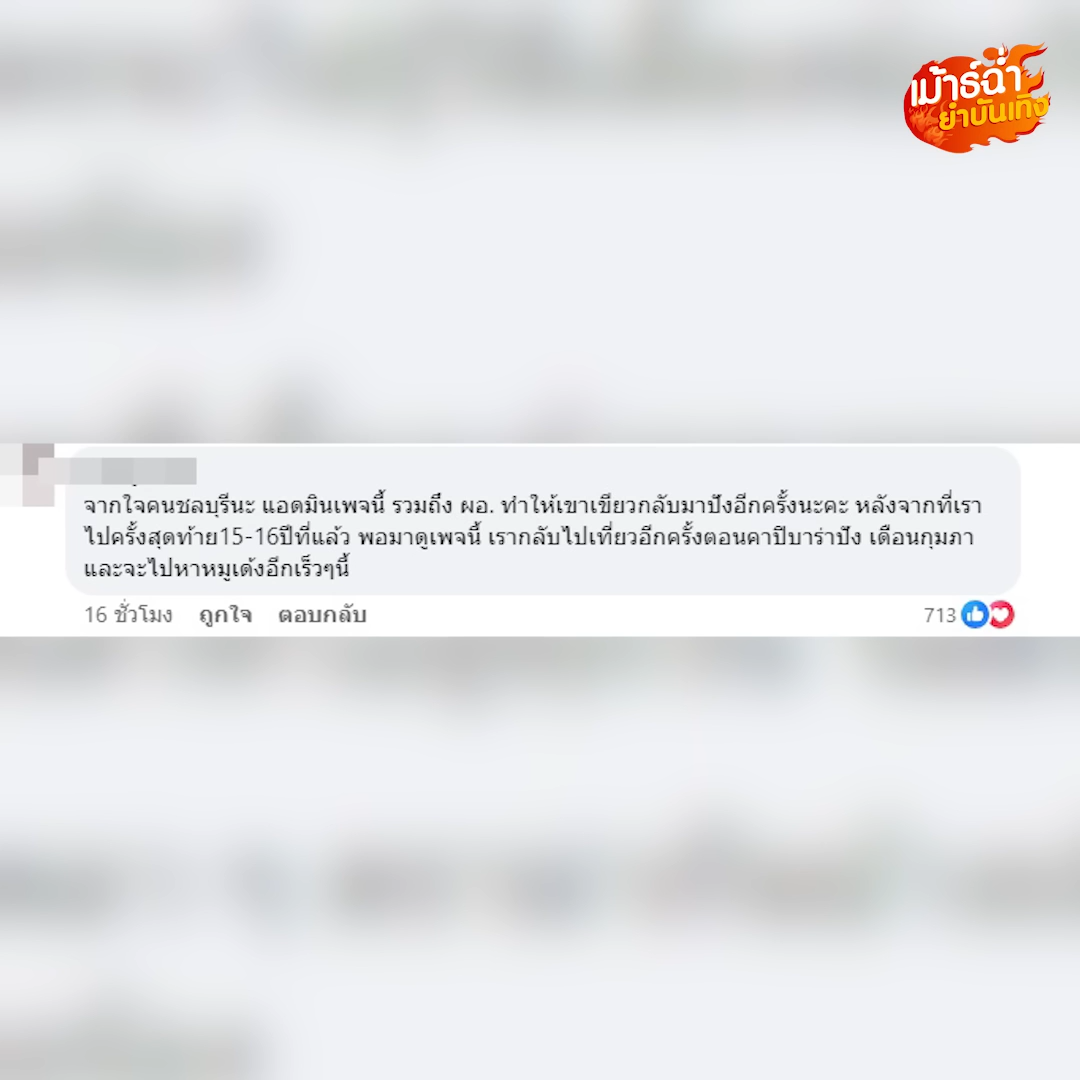 เม้าธ์ฉ่ำ
ยำบันเทิง
จากใจคนชลบุรีนะ แอดมินเพจนี้ รวมถึง ผอ. ทำให้เขาเขียวกลับมาปังอีกครั้งนะคะ หลังจากที่เรา
ไปครั้งสุดท้าย15-16ปีที่แล้ว พอมาดูเพจนี้ เรากลับไปเที่ยวอีกครั้งตอนคาปิบาร่าปัง เดือนกุมภา
และจะไปหาหมูเด้งอีกเร็วๆนี้
16 ชั่วโมง ถูกใจ ตอบกลับ 713